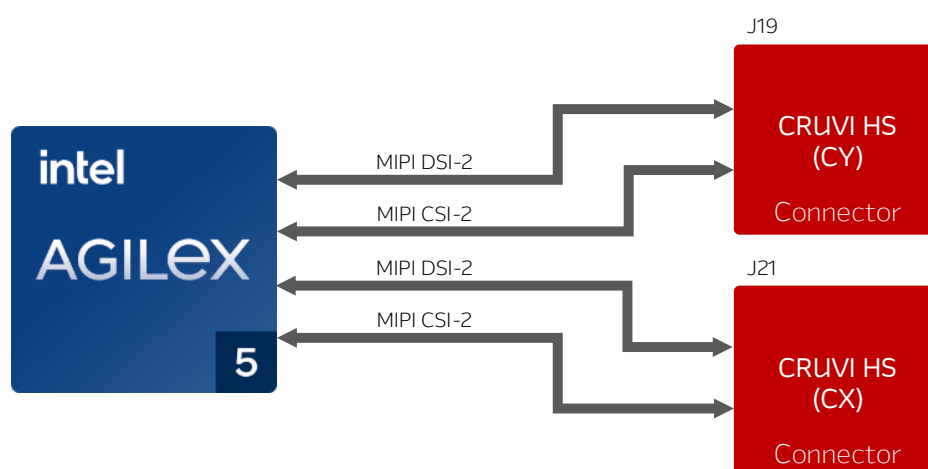 J19
CRUVI HS
(CY)
Connector
intel
AGILEX
5
MIPI DSI-2
MIPI CSI-2
MIPI DSI-2
MIPI CSI-2
J21
CRUVI HS
(CX)
Connector